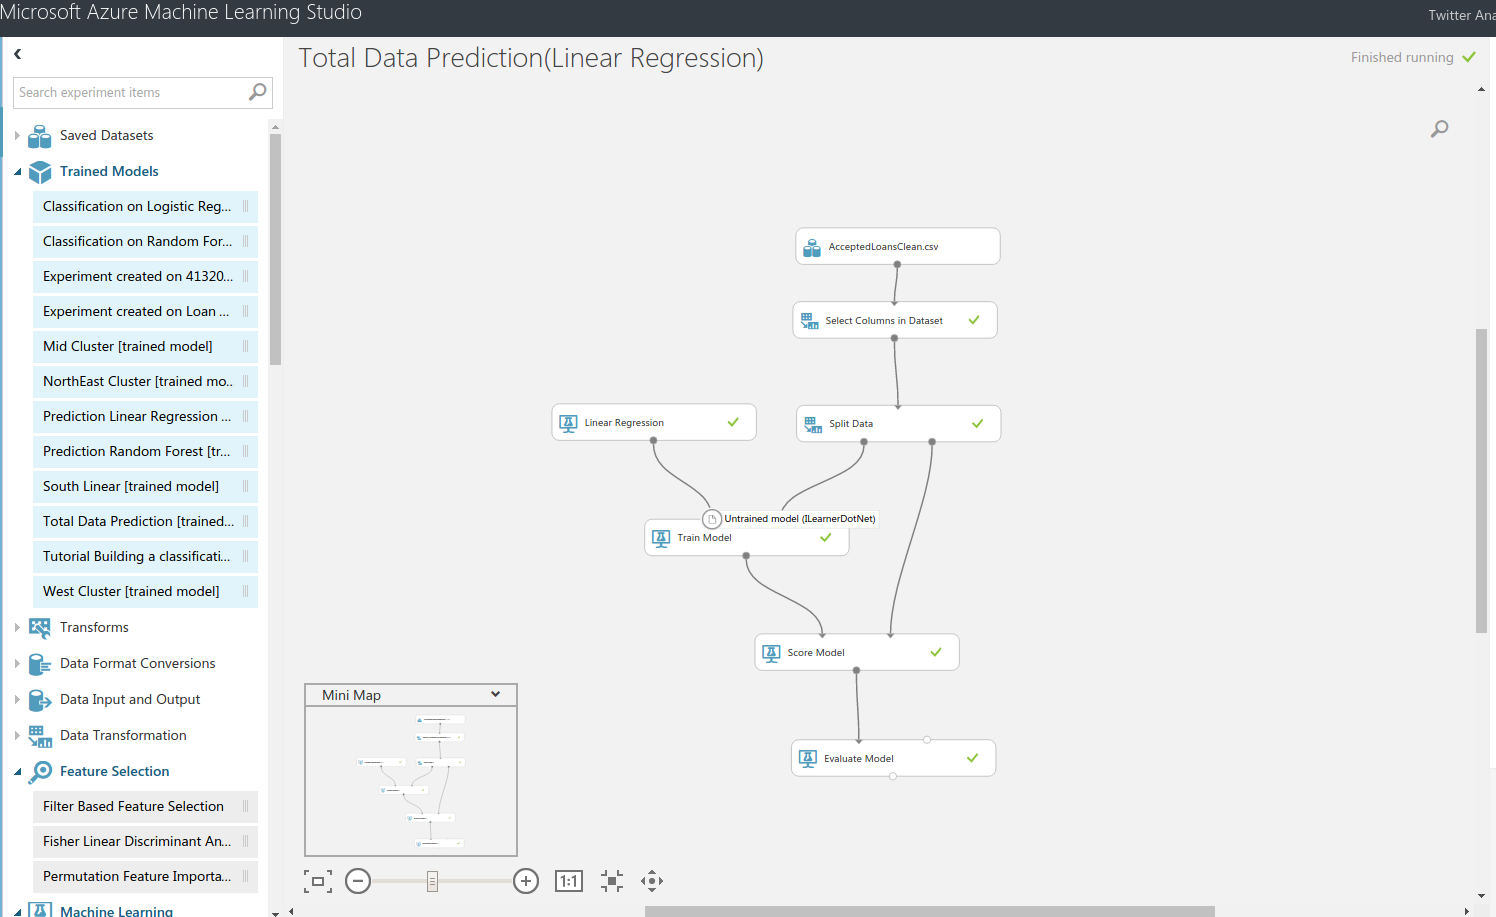 Microsoft Azure Machine Learning Studio
Twitter Ana
Total Data Prediction(Linear Regression)
Finished running
Search experiment items
Saved Datasets
Trained Models
Classification on Logistic Reg...
Classification on Random For...
Experiment created on 41320...
Experiment created on Loan ...
Mid Cluster [trained model]
NorthEast Cluster [trained mo..
Prediction Linear Regression ...
Prediction Random Forest [tr...
South Linear [trained model]
Total Data Prediction [trained...
Tutorial Building a classificati...
West Cluster [trained model]
Transforms
Data Format Conversions
Data Input and Output
Data Transformation
Feature Selection
Filter Based Feature Selection
Fisher Linear Discriminant An...
Permutation Feature Importa...
Machine Learning
AcceptedLoansClean.csv
Select Columns in Dataset
Linear Regression
Split Data
Untrained model (ILearnerDotNet)
Train Model
Score Model
Evaluate Model
Mini Map
1:1